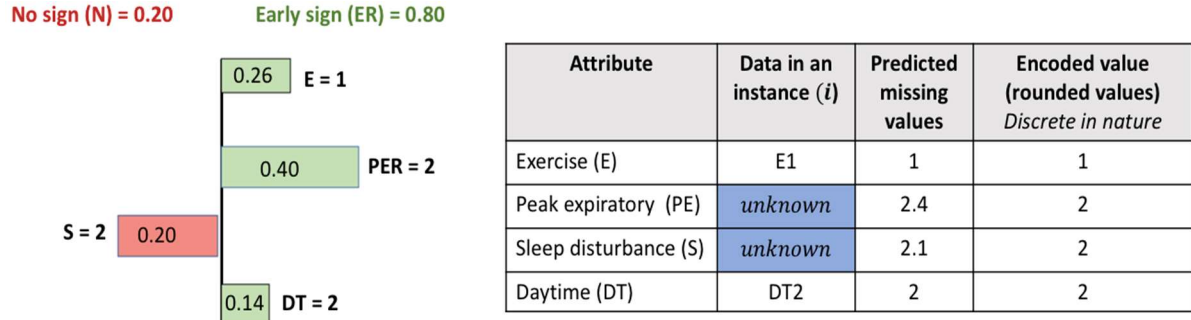 No sign (N) = 0.20
Early sign (ER) = 0.80
0.26 E = 1
0.40 PER = 2
S = 2 0.20
0.14 DT = 2
Attribute
Data in an
instance (i)
Predicted
missing
values
Encoded value
(rounded values)
Discrete in nature
Exercise (E) E1 1 1
Peak expiratory (PE) unknown 2.4 2
Sleep disturbance (S) unknown 2.1 2
Daytime (DT) DT2 2 2